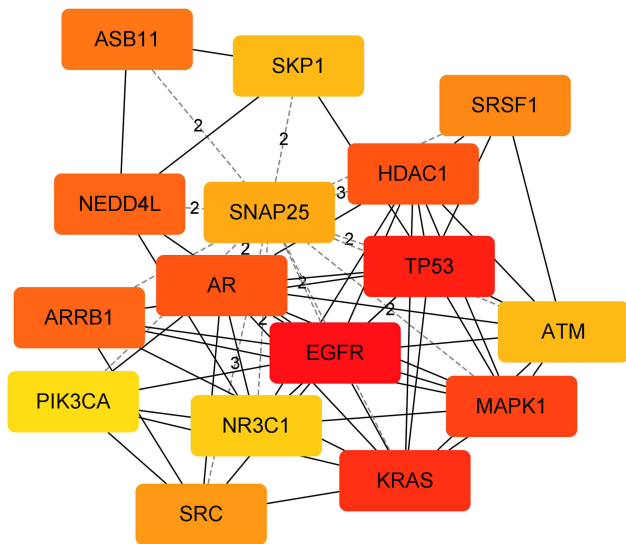 ASB11
SKP1
SRSF1
2
2
HDAC1
NEDD4L
2
SNAP25
3
2
TP53
2
AR
2
ARRB1
2
2
ATM
EGFR
3
PIK3CA
NR3C1
MAPK1
KRAS
SRC